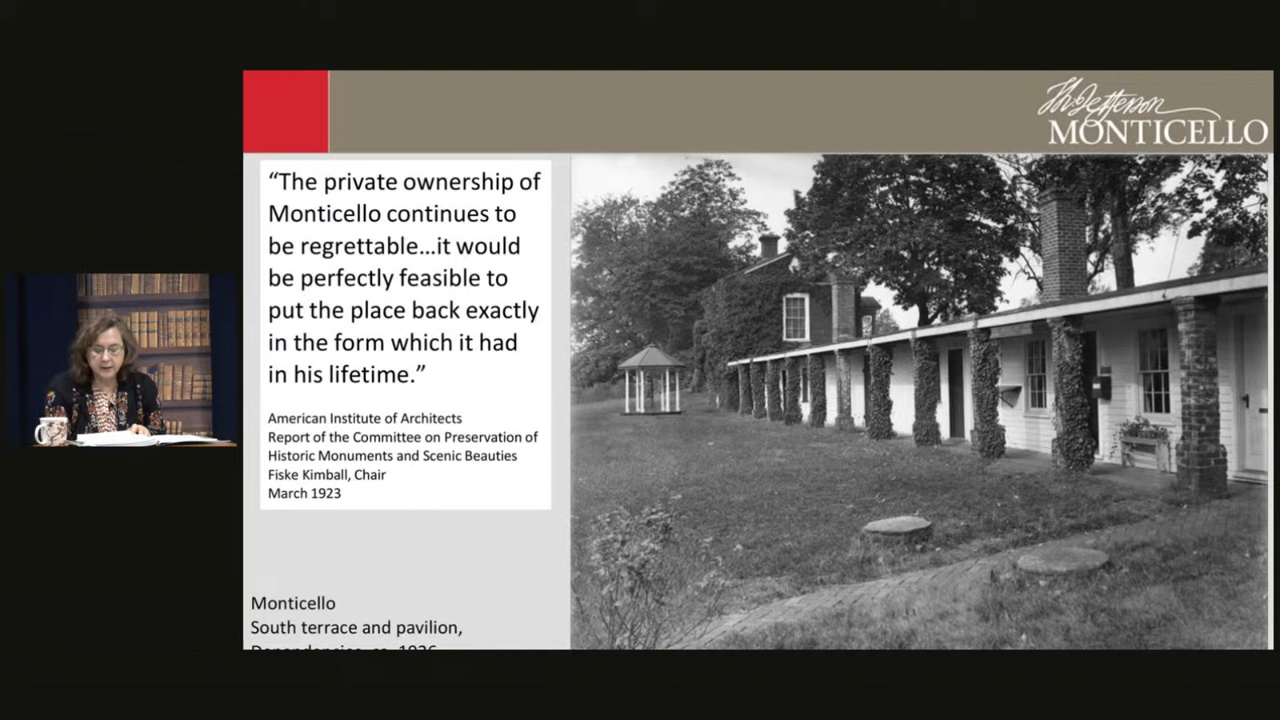 Th. Jefferson
MONTICELLO
“The private ownership of
Monticello continues to
be regrettable…it would
be perfectly feasible to
put the place back exactly
in the form which it had
in his lifetime.”
American Institute of Architects
Report of the Committee on Preservation of
Historic Monuments and Scenic Beauties
Fiske Kimball, Chair
March 1923
Monticello
South terrace and pavilion,